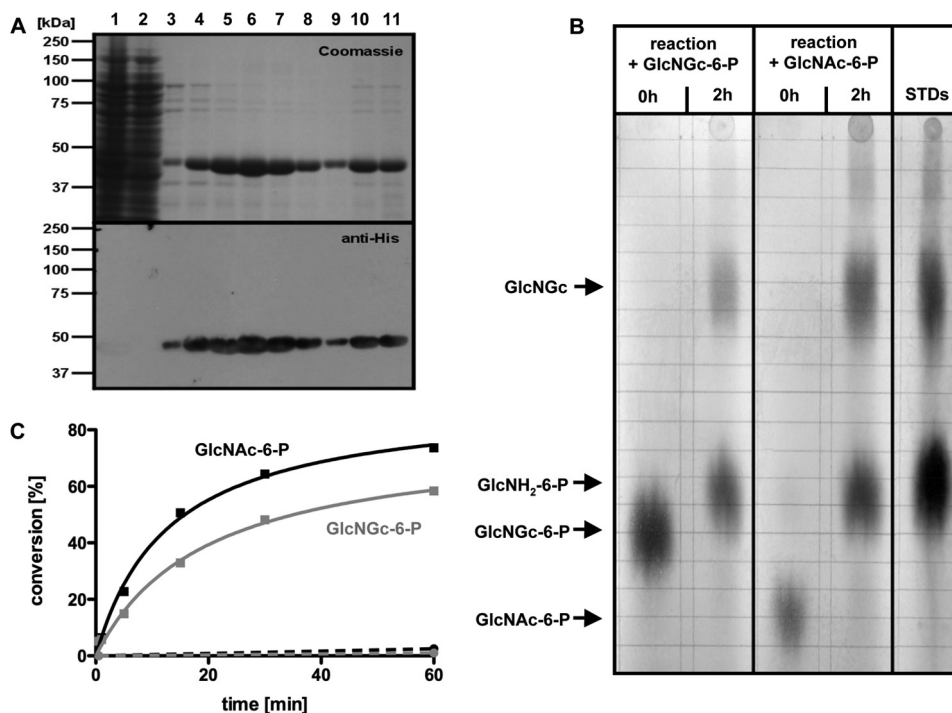 A
[kDa] 1 2 3 4 5 6 7 8 9 10 11
250
150
100
75
50
37
Coomassie
250
150
100
75
50
37
anti-His
B
reaction
+ GlcNGc-6-P
reaction
+ GlcNAc-6-P
0h 2h 0h 2h STDs
GlcNGc
GlcNH2-6-P
GlcNGc-6-P
GlcNAc-6-P
C
80
60
40
20
0
conversion [%]
GlcNAc-6-P
GlcNGc-6-P
0 20 40 60
time [min]